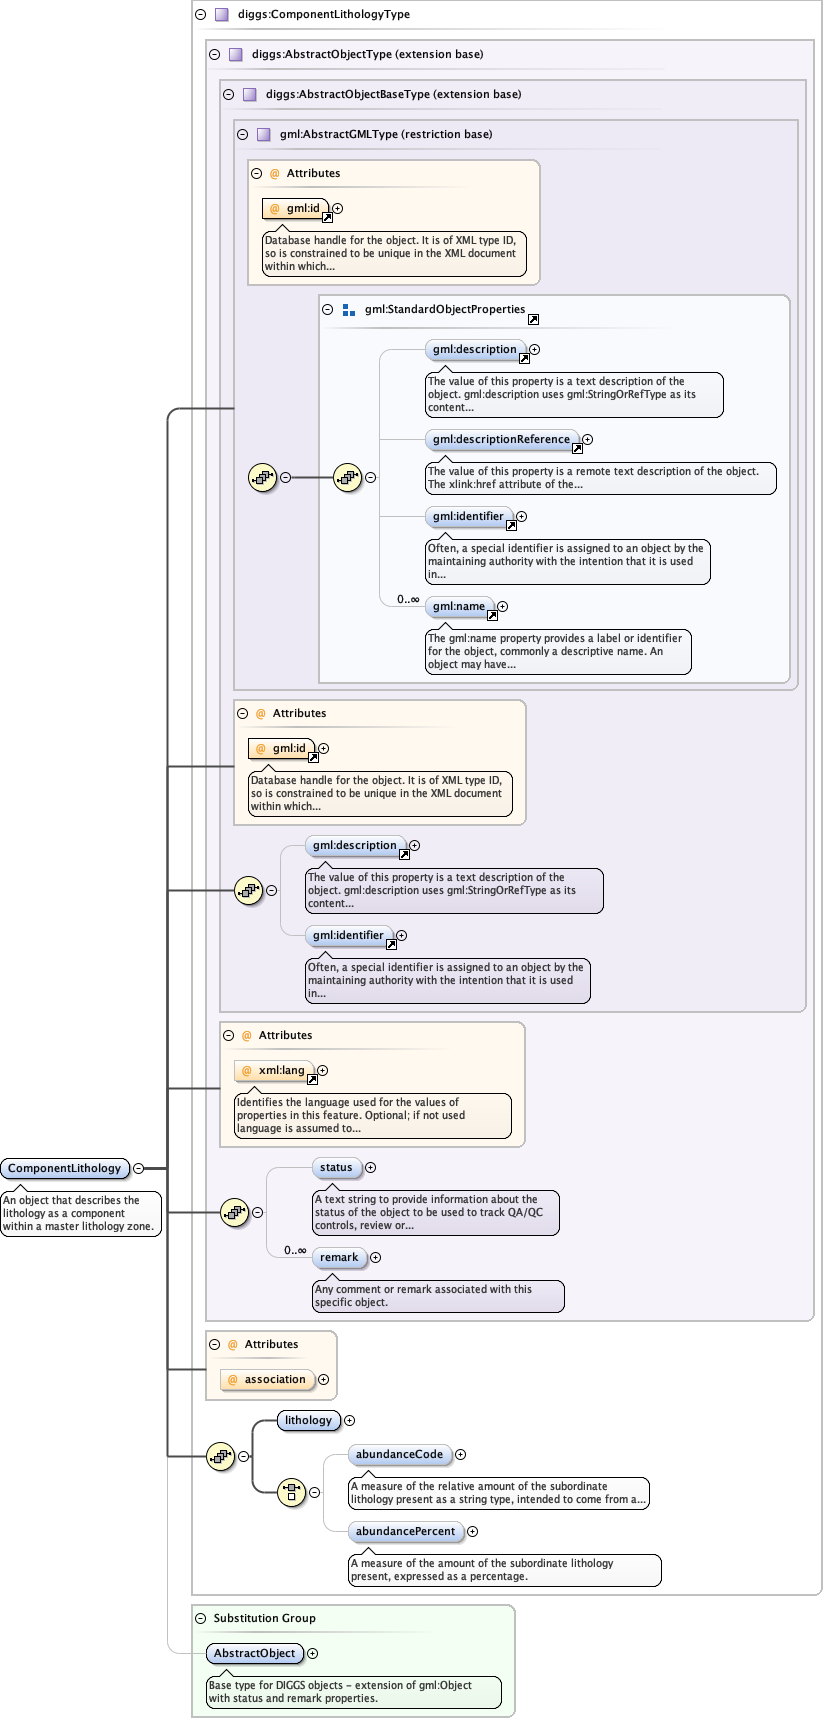 diggs:ComponentLithologyType
diggs:AbstractObjectType (extension base)
diggs:AbstractObjectBaseType (extension base)
gml:AbstractGMLType (restriction base)
@ Attributes
@ gml:id
Database handle for the object. It is of XML type ID,
so is constrained to be unique in the XML document
within which...
gml:StandardObjectProperties
gml:description
The value of this property is a text description of the
object. gml:description uses gml:StringOrRefType as its
content...
gml:descriptionReference
The value of this property is a remote text description of the object.
The xlink:href attribute of the...
gml:identifier
Often, a special identifier is assigned to an object by the
maintaining authority with the intention that it is used
in...
0..∞
gml:name
The gml:name property provides a label or identifier
for the object, commonly a descriptive name. An
object may have...
@ Attributes
@ gml:id
Database handle for the object. It is of XML type ID,
so is constrained to be unique in the XML document
within which...
gml:description
The value of this property is a text description of the
object. gml:description uses gml:StringOrRefType as its
content...
gml:identifier
Often, a special identifier is assigned to an object by the
maintaining authority with the intention that it is used
in...
@ Attributes
@ xml:lang
Identifies the language used for the values of
properties in this feature. Optional; if not used
language is assumed to...
ComponentLithology
An object that describes the
lithology as a component
within a master lithology zone.
status
A text string to provide information about the
status of the object to be used to track QA/QC
controls, review or...
0..∞
remark
Any comment or remark associated with this
specific object.
@ Attributes
@ association
lithology
abundanceCode
A measure of the relative amount of the subordinate
lithology present as a string type, intended to come from a...
abundancePercent
A measure of the amount of the subordinate lithology
present, expressed as a percentage.
Substitution Group
AbstractObject
Base type for DIGGS objects - extension of gml:Object
with status and remark properties.